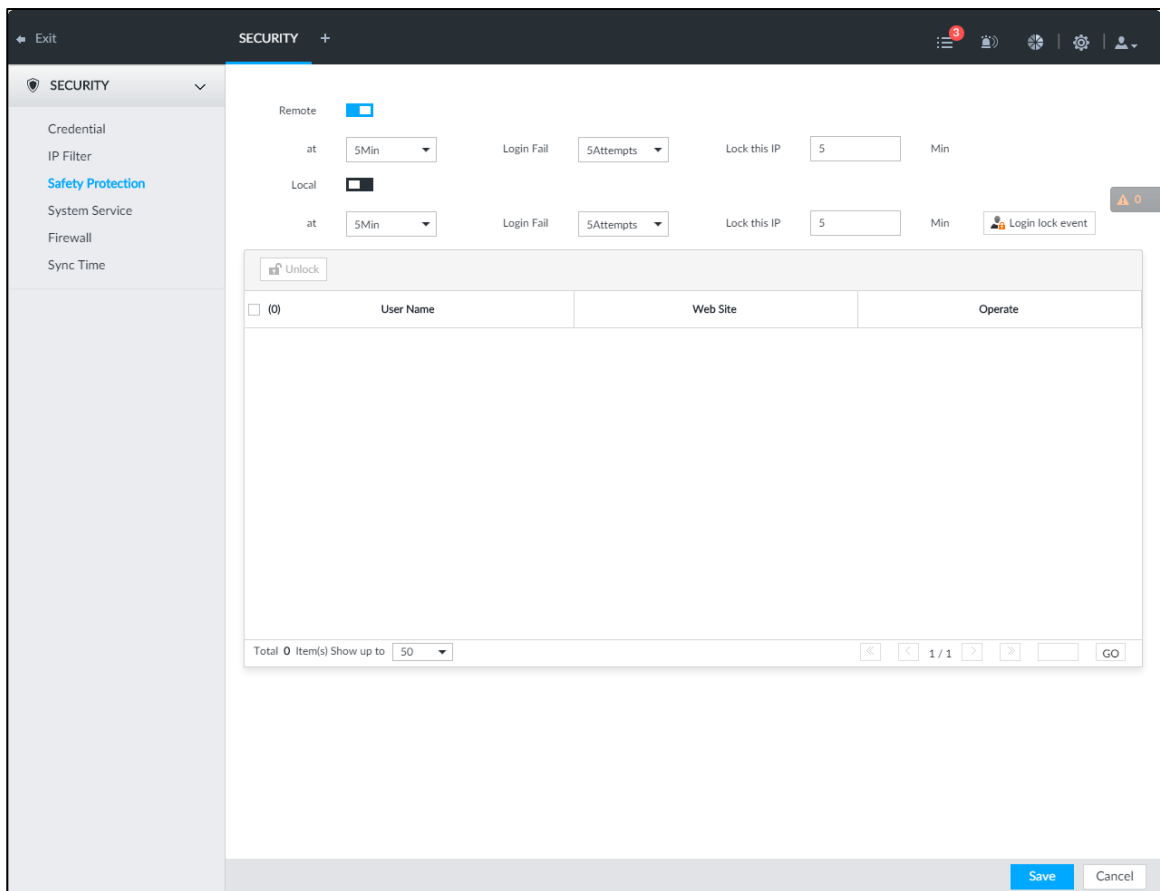 Exit
SECURITY +
3
SECURITY
Credential
IP Filter
Safety Protection
System Service
Firewall
Sync Time
Remote
at 5Min Login Fail 5Attempts Lock this IP 5 Min
Local
0
at 5Min Login Fail 5Attempts Lock this IP 5 Min Login lock event
Unlock
(0) User Name Web Site Operate
Total 0 Item(s) Show up to 50 1 / 1 GO
Save Cancel